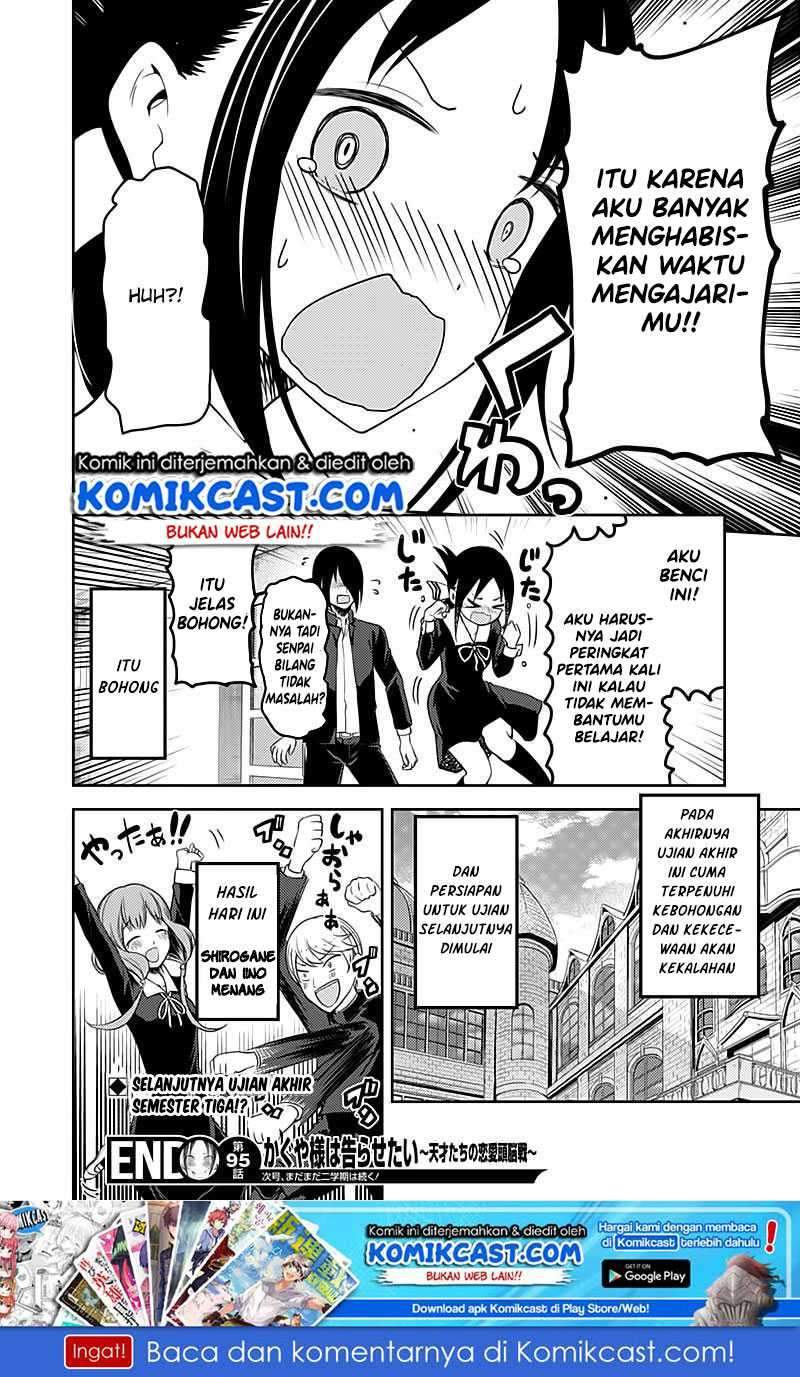 ITU KARENA
AKU BANYAK
MENGHABIS-
KAN WAKTU
MENGAJARI-
MU!!
HUH?!
くわっ
Komik ini diterjemahkan & diedit oleh
KOMIKCAST.COM
BUKAN WEB LAIN!!
AKU
BENCI
INI!
AKU HARUS-
NYA JADI
PERINGKAT
PERTAMA KALI
INI KALAU
TIDAK MEM-
BANTUMU
BELAJAR!
じた
じた
BUKAN-
NYA TADI
SENPAI
BILANG
TIDAK
MASALAH?
ITU
JELAS
BOHONG!
ITU
BOHONG
PADA
AKHIRNYA
UJIAN AKHIR
INI CUMA
TERPENUHI
KEBOHONGAN
DAN KEKECE-
WAAN AKAN
KEKALAHAN
DAN
PERSIAPAN
UNTUK UJIAN
SELANJUTNYA
DIMULAI
しゃおらぁ
やったぁ!!
HASIL
HARI INI
SHIROGANE
DAN IINO
MENANG
◆ SELANJUTNYA UJIAN AKHIR
SEMESTER TIGA!?
END 第95話 かぐや様は告らせたい ～天才たちの恋愛頭脳戦～
次号、まだまだ二学期は続く!
Komik ini diterjemahkan & diedit oleh
KOMIKCAST.COM
BUKAN WEB LAIN!!
Hargai kami dengan membaca
di Komikcast terlebih dahulu !
GET IT ON
Google Play
Download apk Komikcast di Play Store/Web!
Ingat! Baca dan komentarnya di Komikcast.com!